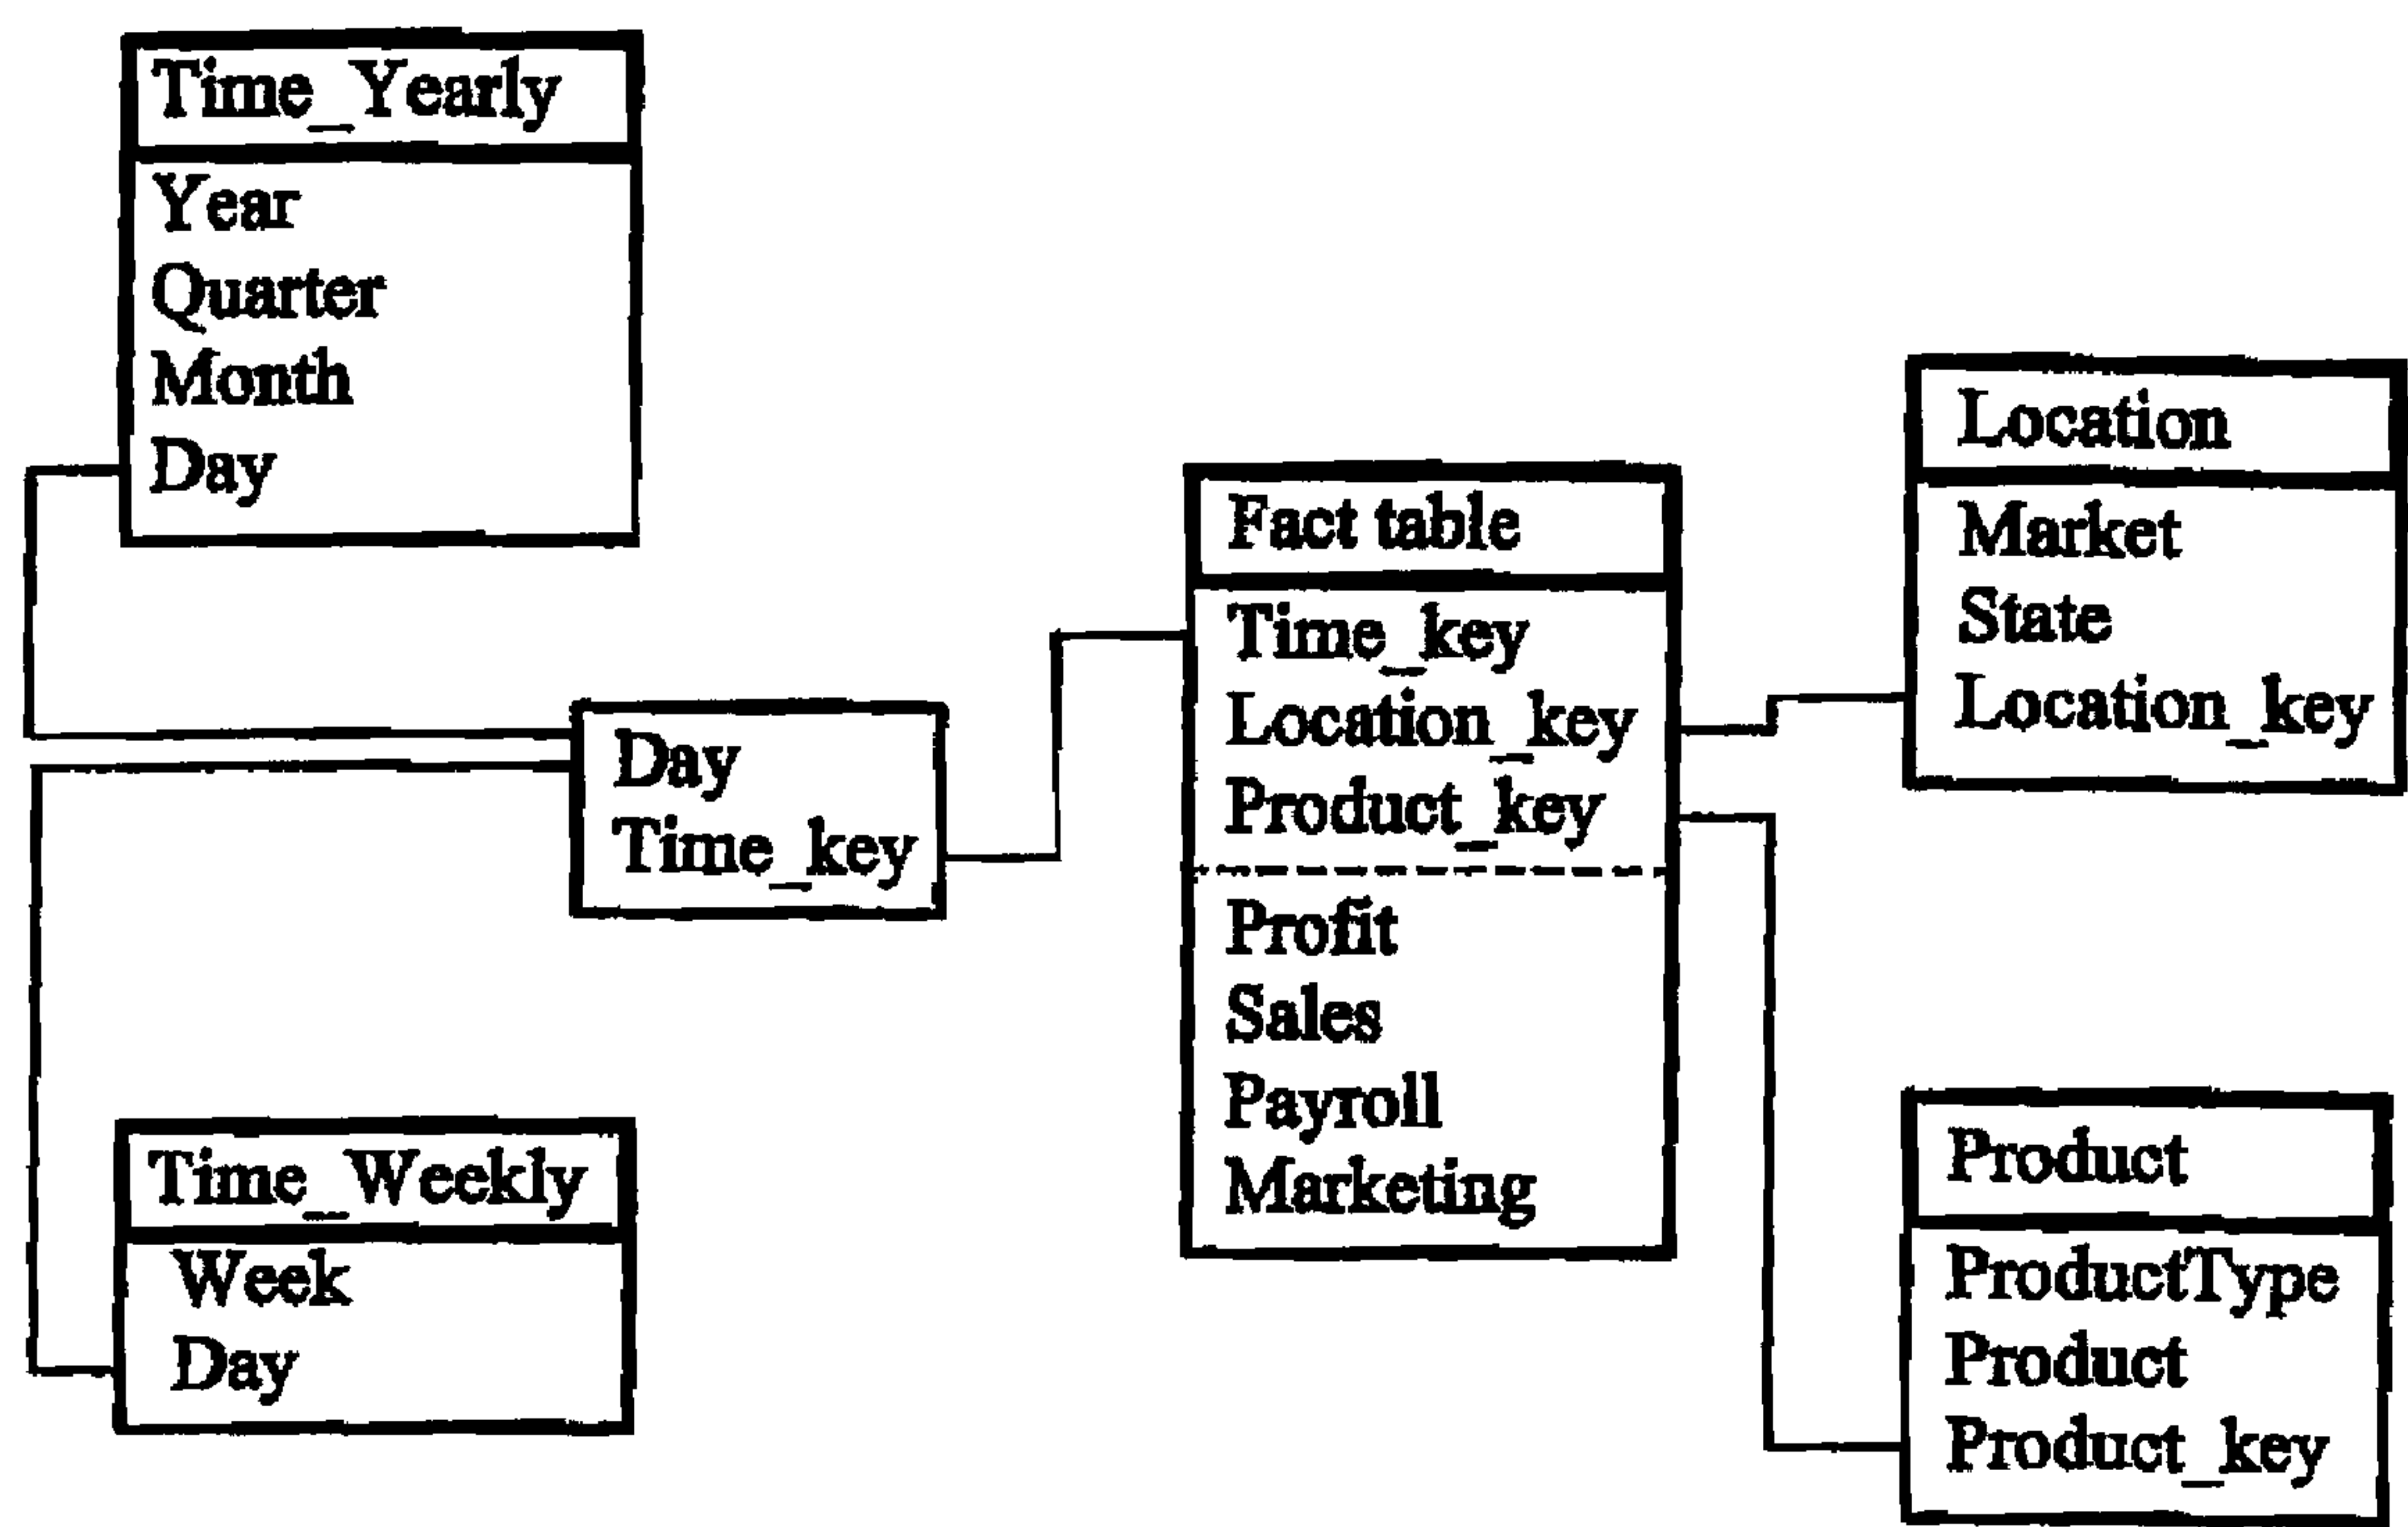 Time_Yearly
Year
Quarter
Month
Day
Day
Time_key
Time_Weekly
Week
Day
Fact table
Time_key
Location_key
Product_key
Profit
Sales
Payroll
Marketing
Location
Market
State
Location_key
Product
ProductType
Product
Product_key